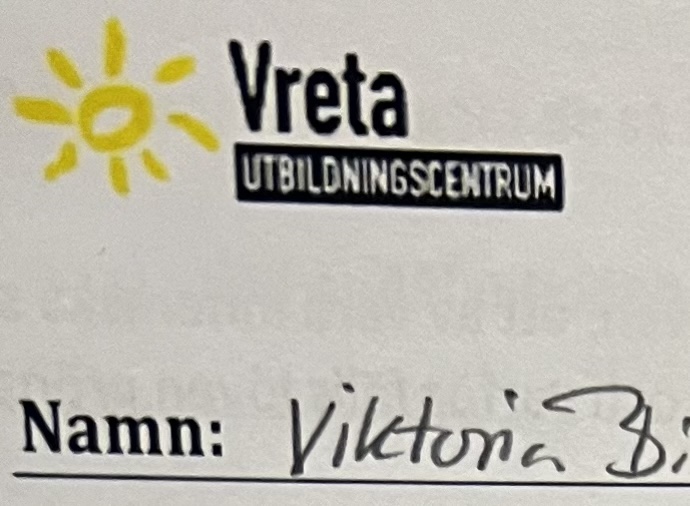 Vreta
UTBILDNINGSCENTRUM
Namn: Viktoria